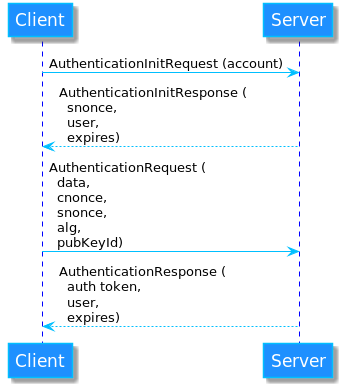 Client Server
AuthenticationInitRequest (account)
AuthenticationInitResponse (
snonce,
user,
expires)
AuthenticationRequest (
data,
cnonce,
snonce,
alg,
pubKeyId)
AuthenticationResponse (
auth token,
user,
expires)
Client Server